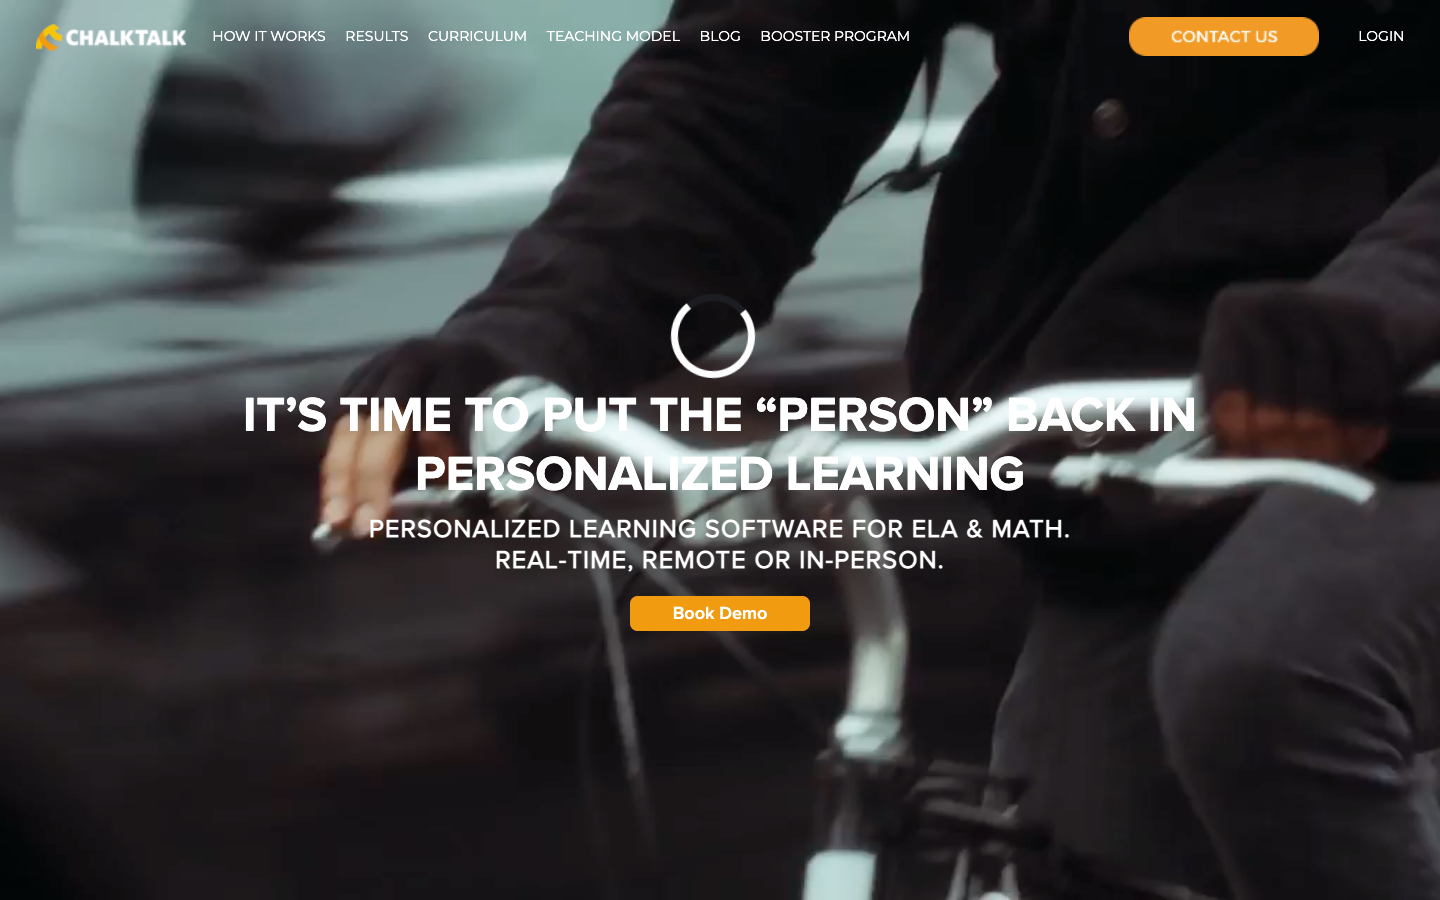 CHALKTALK
HOW IT WORKS
RESULTS
CURRICULUM
TEACHING MODEL
BLOG
BOOSTER PROGRAM
CONTACT US
LOGIN
IT’S TIME TO PUT THE “PERSON” BACK IN
PERSONALIZED LEARNING
PERSONALIZED LEARNING SOFTWARE FOR ELA & MATH.
REAL-TIME, REMOTE OR IN-PERSON.
Book Demo